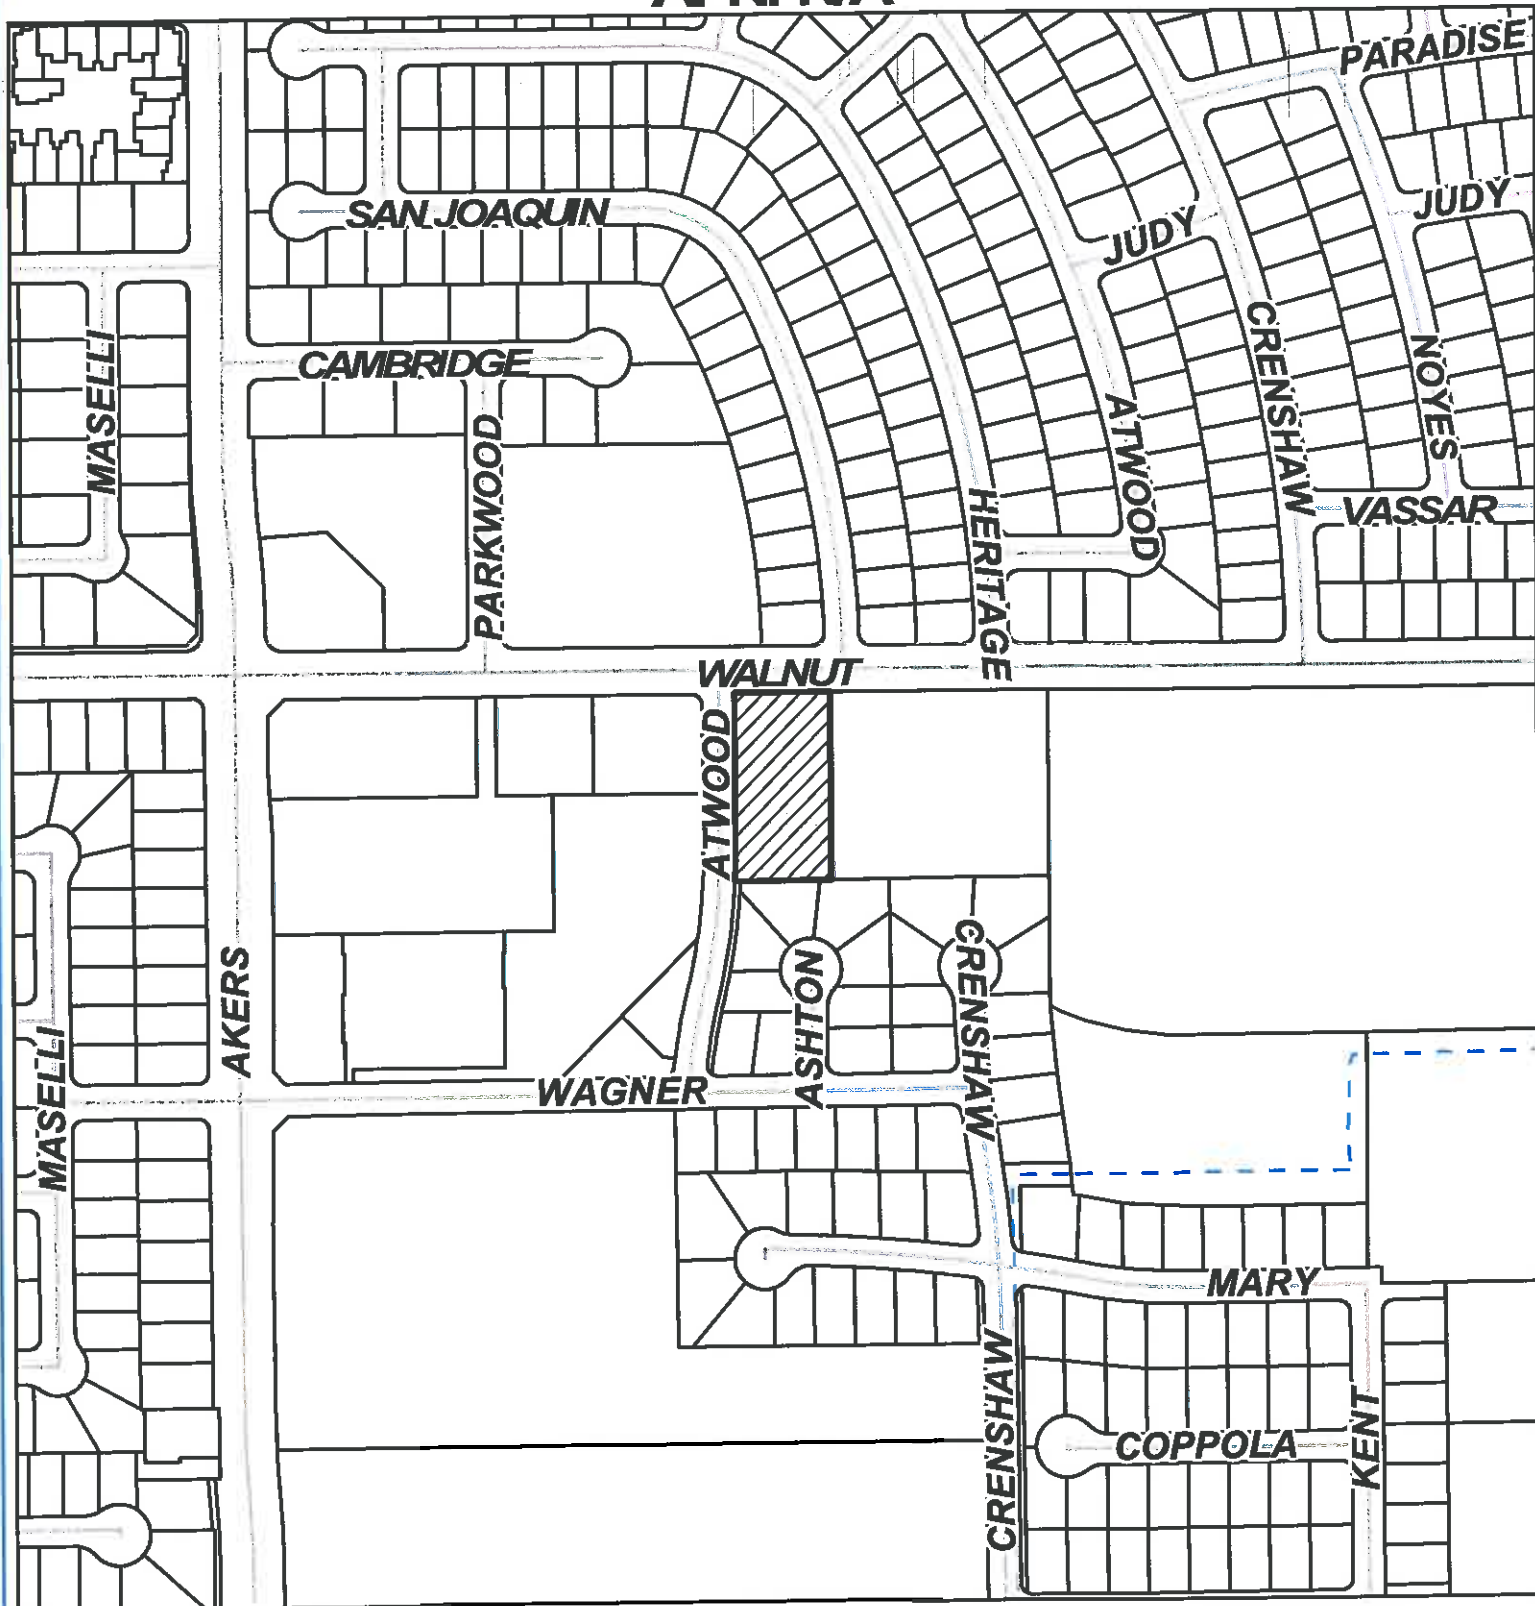 PARADISE
JUDY
SAN JOAQUIN
JUDY
CRENSHAW
MASELLI
NOYES
CAMBRIDGE
ATWOOD
PARKWOOD
HERITAGE
VASSAR
WALNUT
ATWOOD
AKERS
ASHTON
CRENSHAW
MASELLI
WAGNER
MARY
CRENSHAW
KENT
COPPOLA